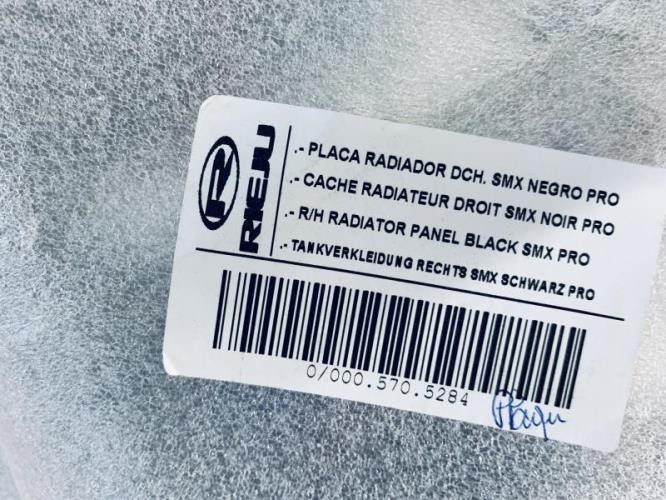 R RIEJU
.- PLACA RADIADOR DCH. SMX NEGRO PRO
.- CACHE RADIATEUR DROIT SMX NOIR PRO
.- R/H RADIATOR PANEL BLACK SMX PRO
.- TANKVERKLEIDUNG RECHTS SMX SCHWARZ PRO
0/000.570.5284